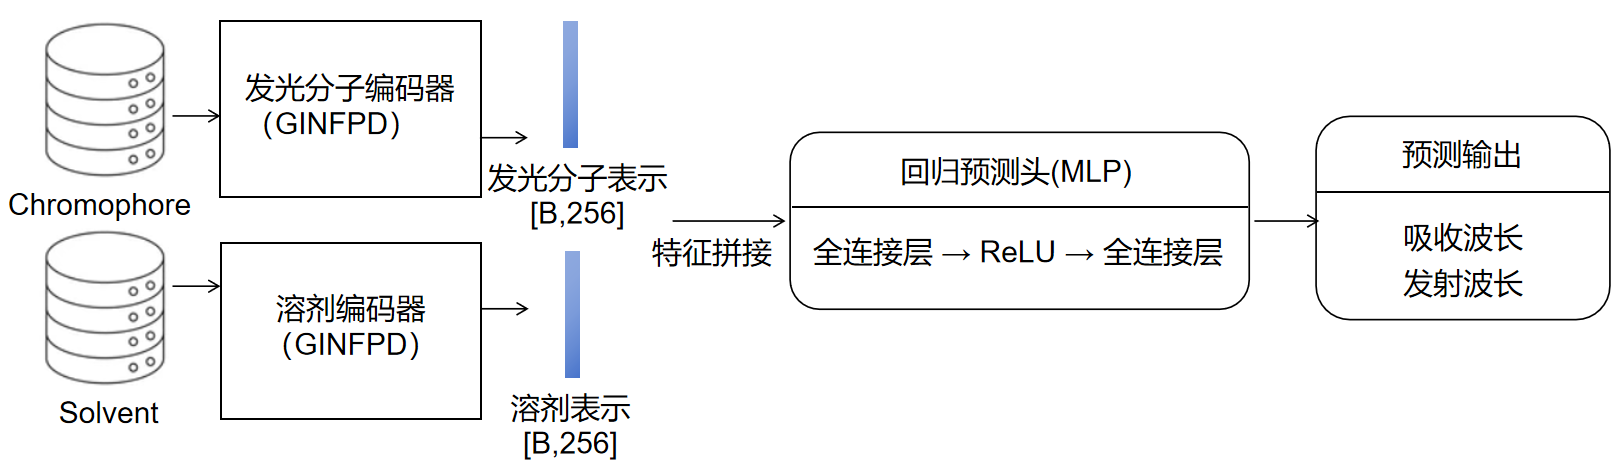 发光分子编码器
（GINFPD）
Chromophore
发光分子表示
[B,256]
溶剂编码器
（GINFPD）
Solvent
溶剂表示
[B,256]
特征拼接
回归预测头(MLP)
全连接层 → ReLU → 全连接层
预测输出
吸收波长
发射波长